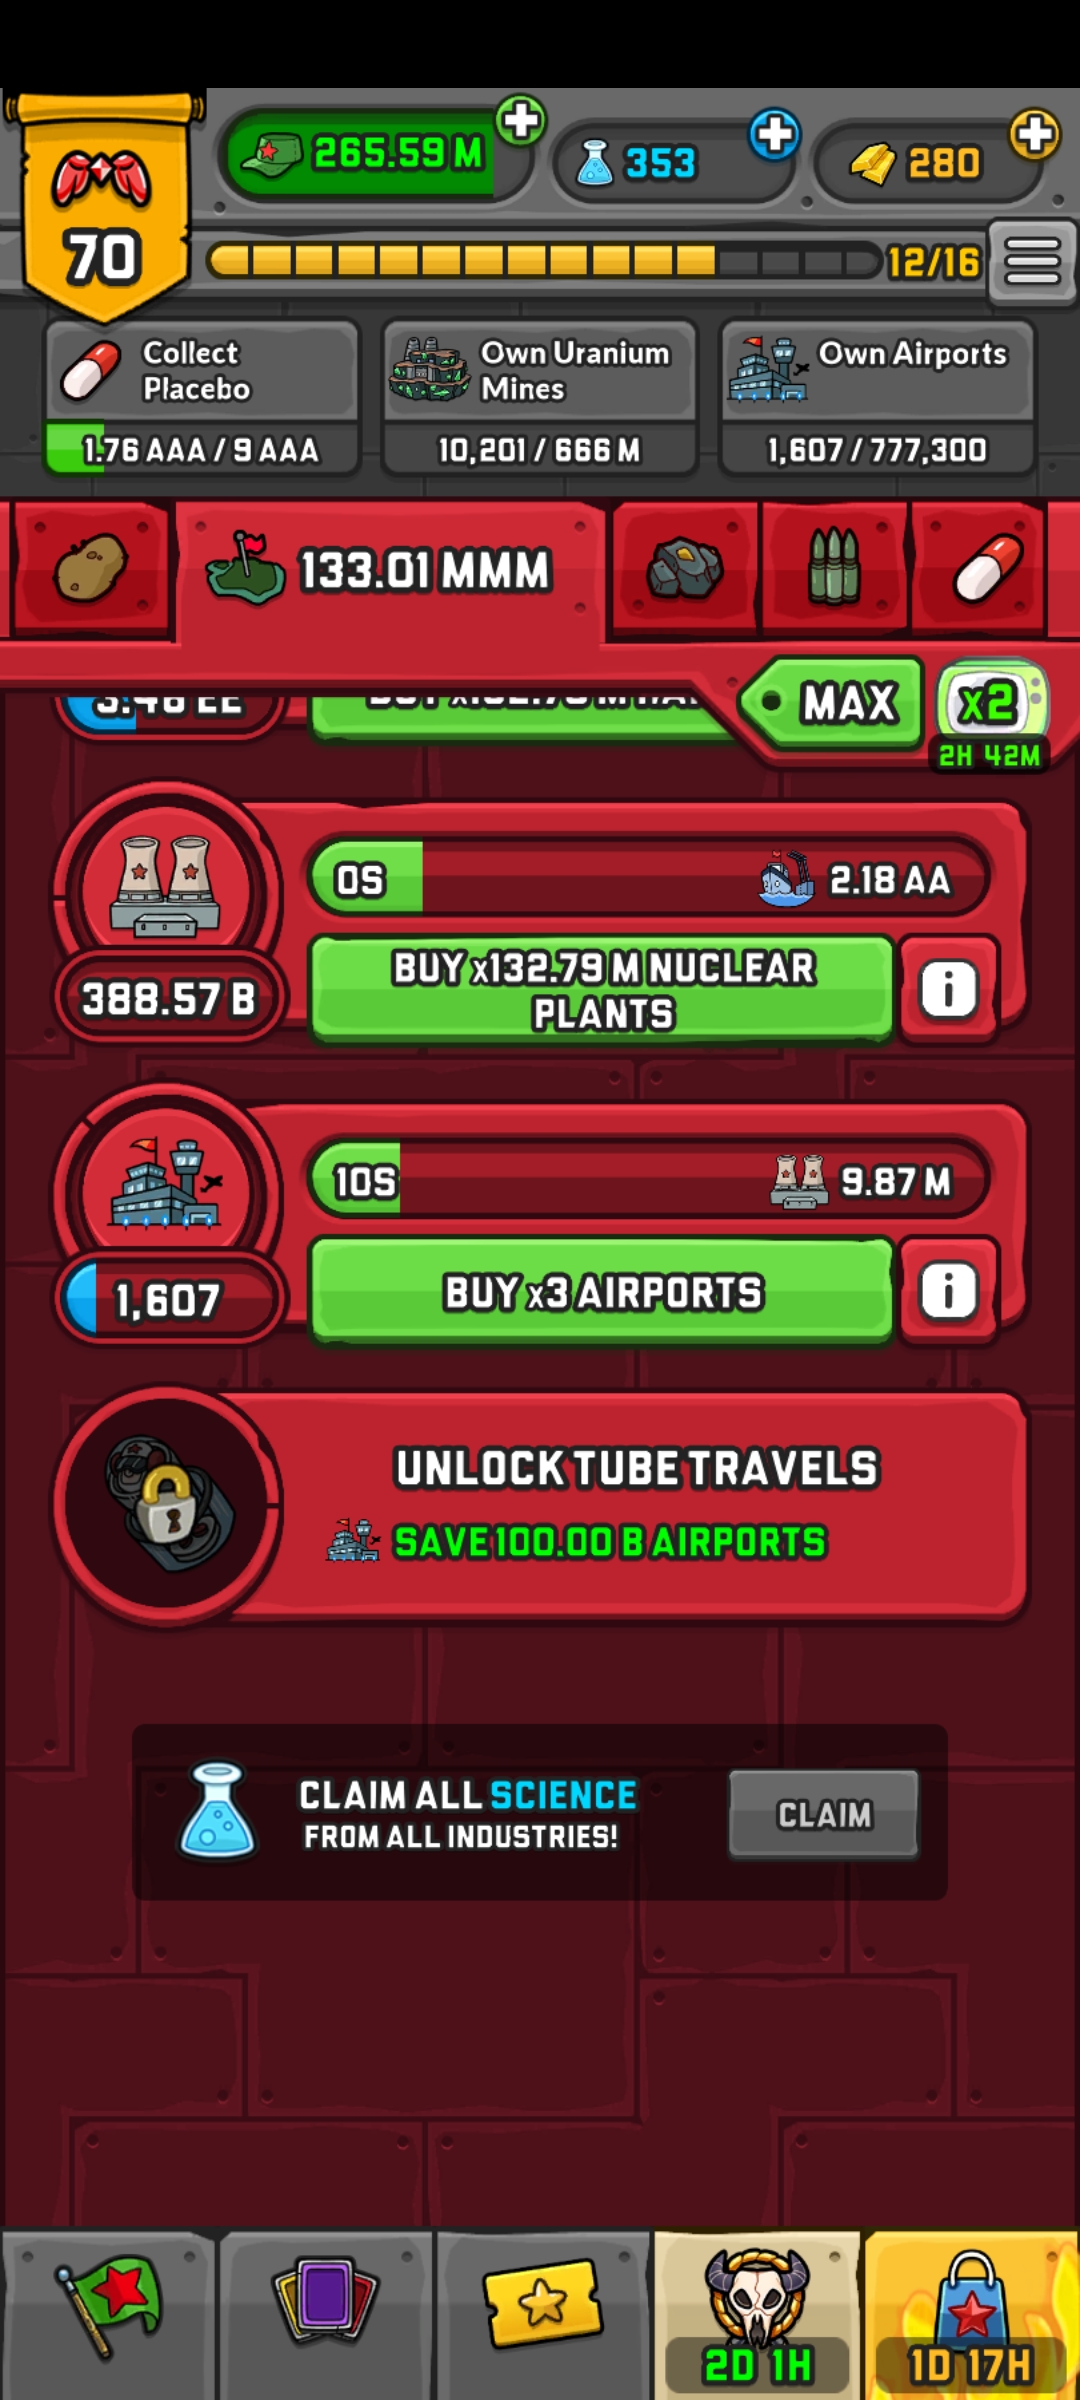 265.59 M
353
280
70
12/16
Collect
Placebo
1.76 AAA / 9 AAA
Own Uranium
Mines
10,201 / 666 M
Own Airports
1,607 / 777,300
133.01 MMM
MAX
x2
2H 42M
0S
2.18 AA
388.57 B
BUY x132.79 M NUCLEAR
PLANTS
10S
9.87 M
1,607
BUY x3 AIRPORTS
UNLOCK TUBE TRAVELS
SAVE 100.00 B AIRPORTS
CLAIM ALL SCIENCE
FROM ALL INDUSTRIES!
CLAIM
2D 1H
1D 17H